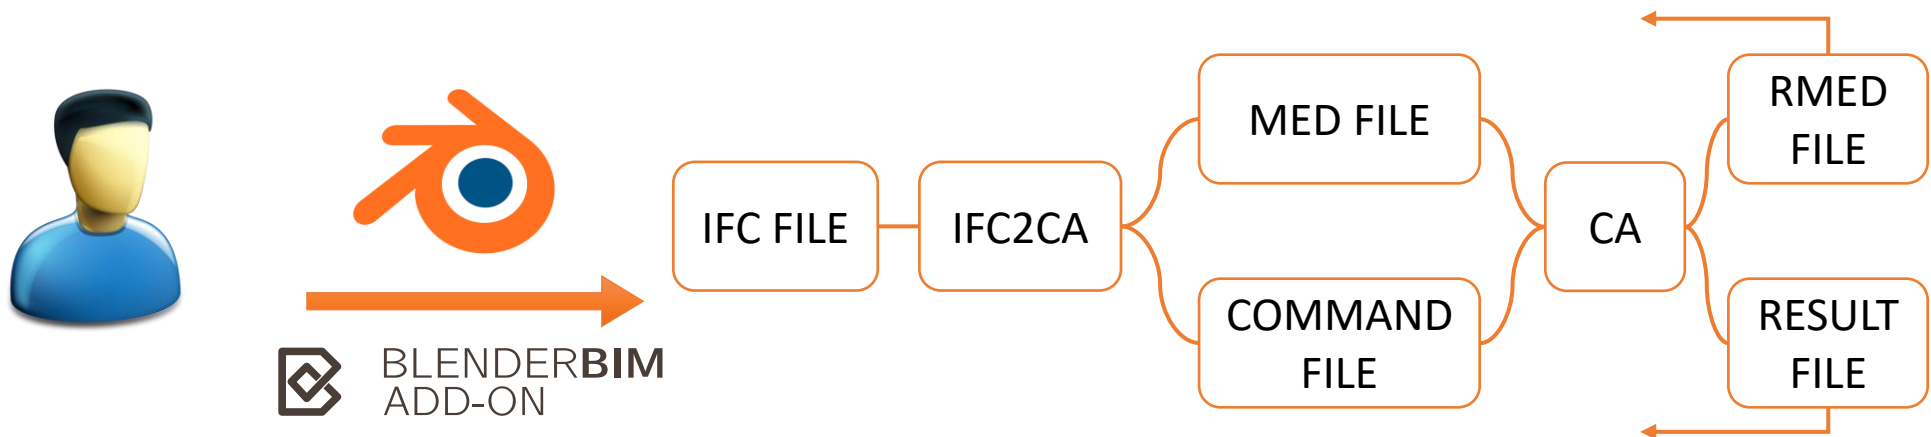 BLENDERBIM
ADD-ON
IFC FILE
IFC2CA
MED FILE
COMMAND
FILE
CA
RMED
FILE
RESULT
FILE